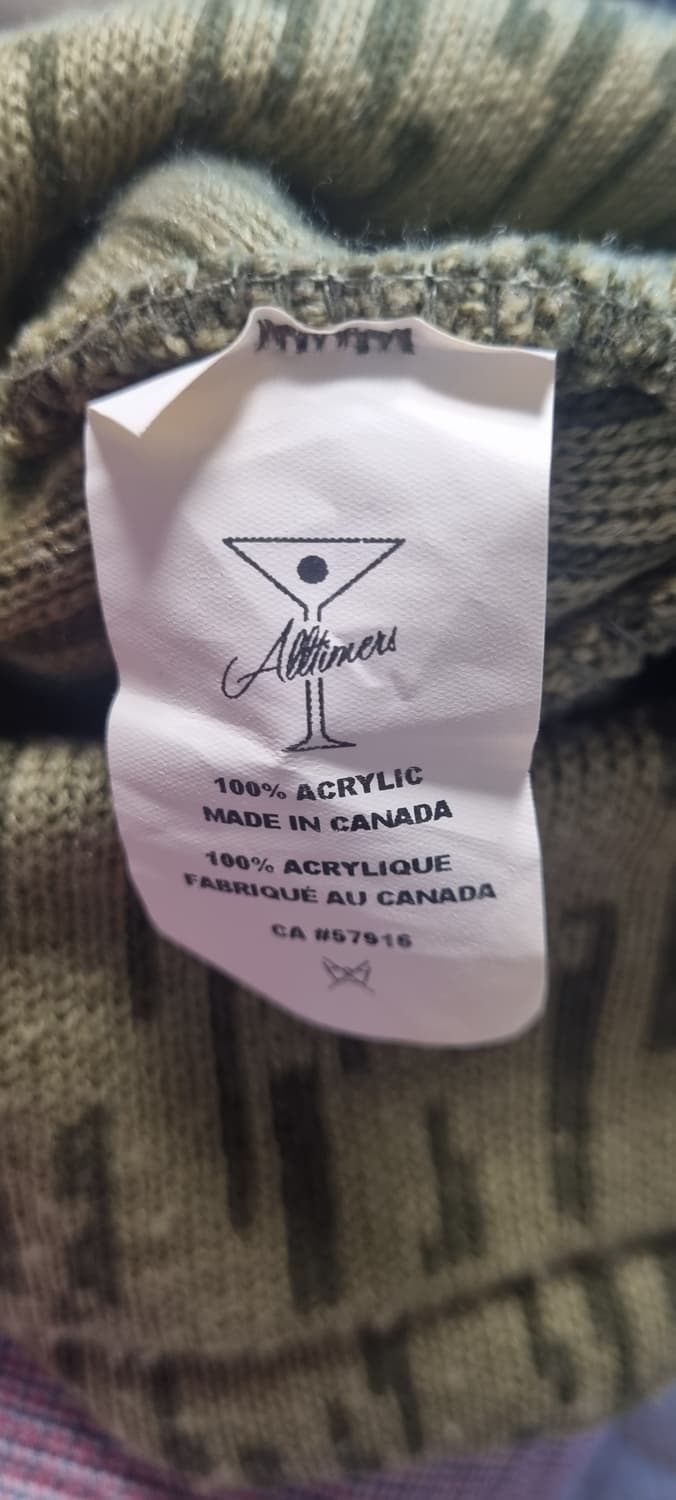 Alltimers
100% ACRYLIC
MADE IN CANADA
100% ACRYLIQUE
FABRIQUÉ AU CANADA
CA #57916